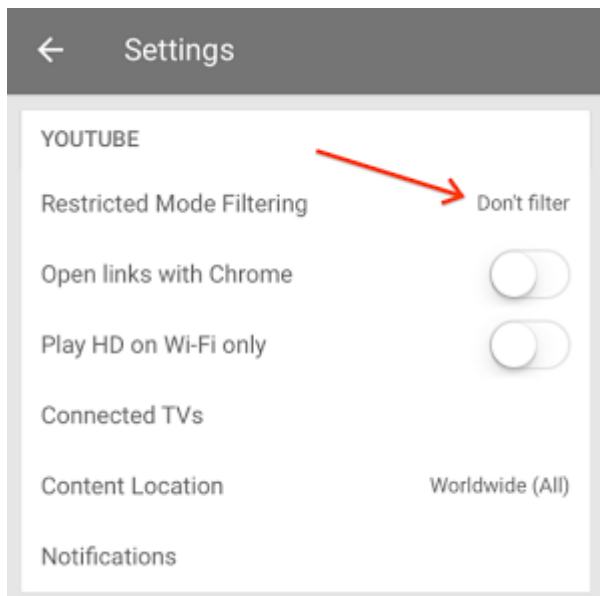 Settings
YOUTUBE
Restricted Mode Filtering Don't filter
Open links with Chrome
Play HD on Wi-Fi only
Connected TVs
Content Location Worldwide (All)
Notifications